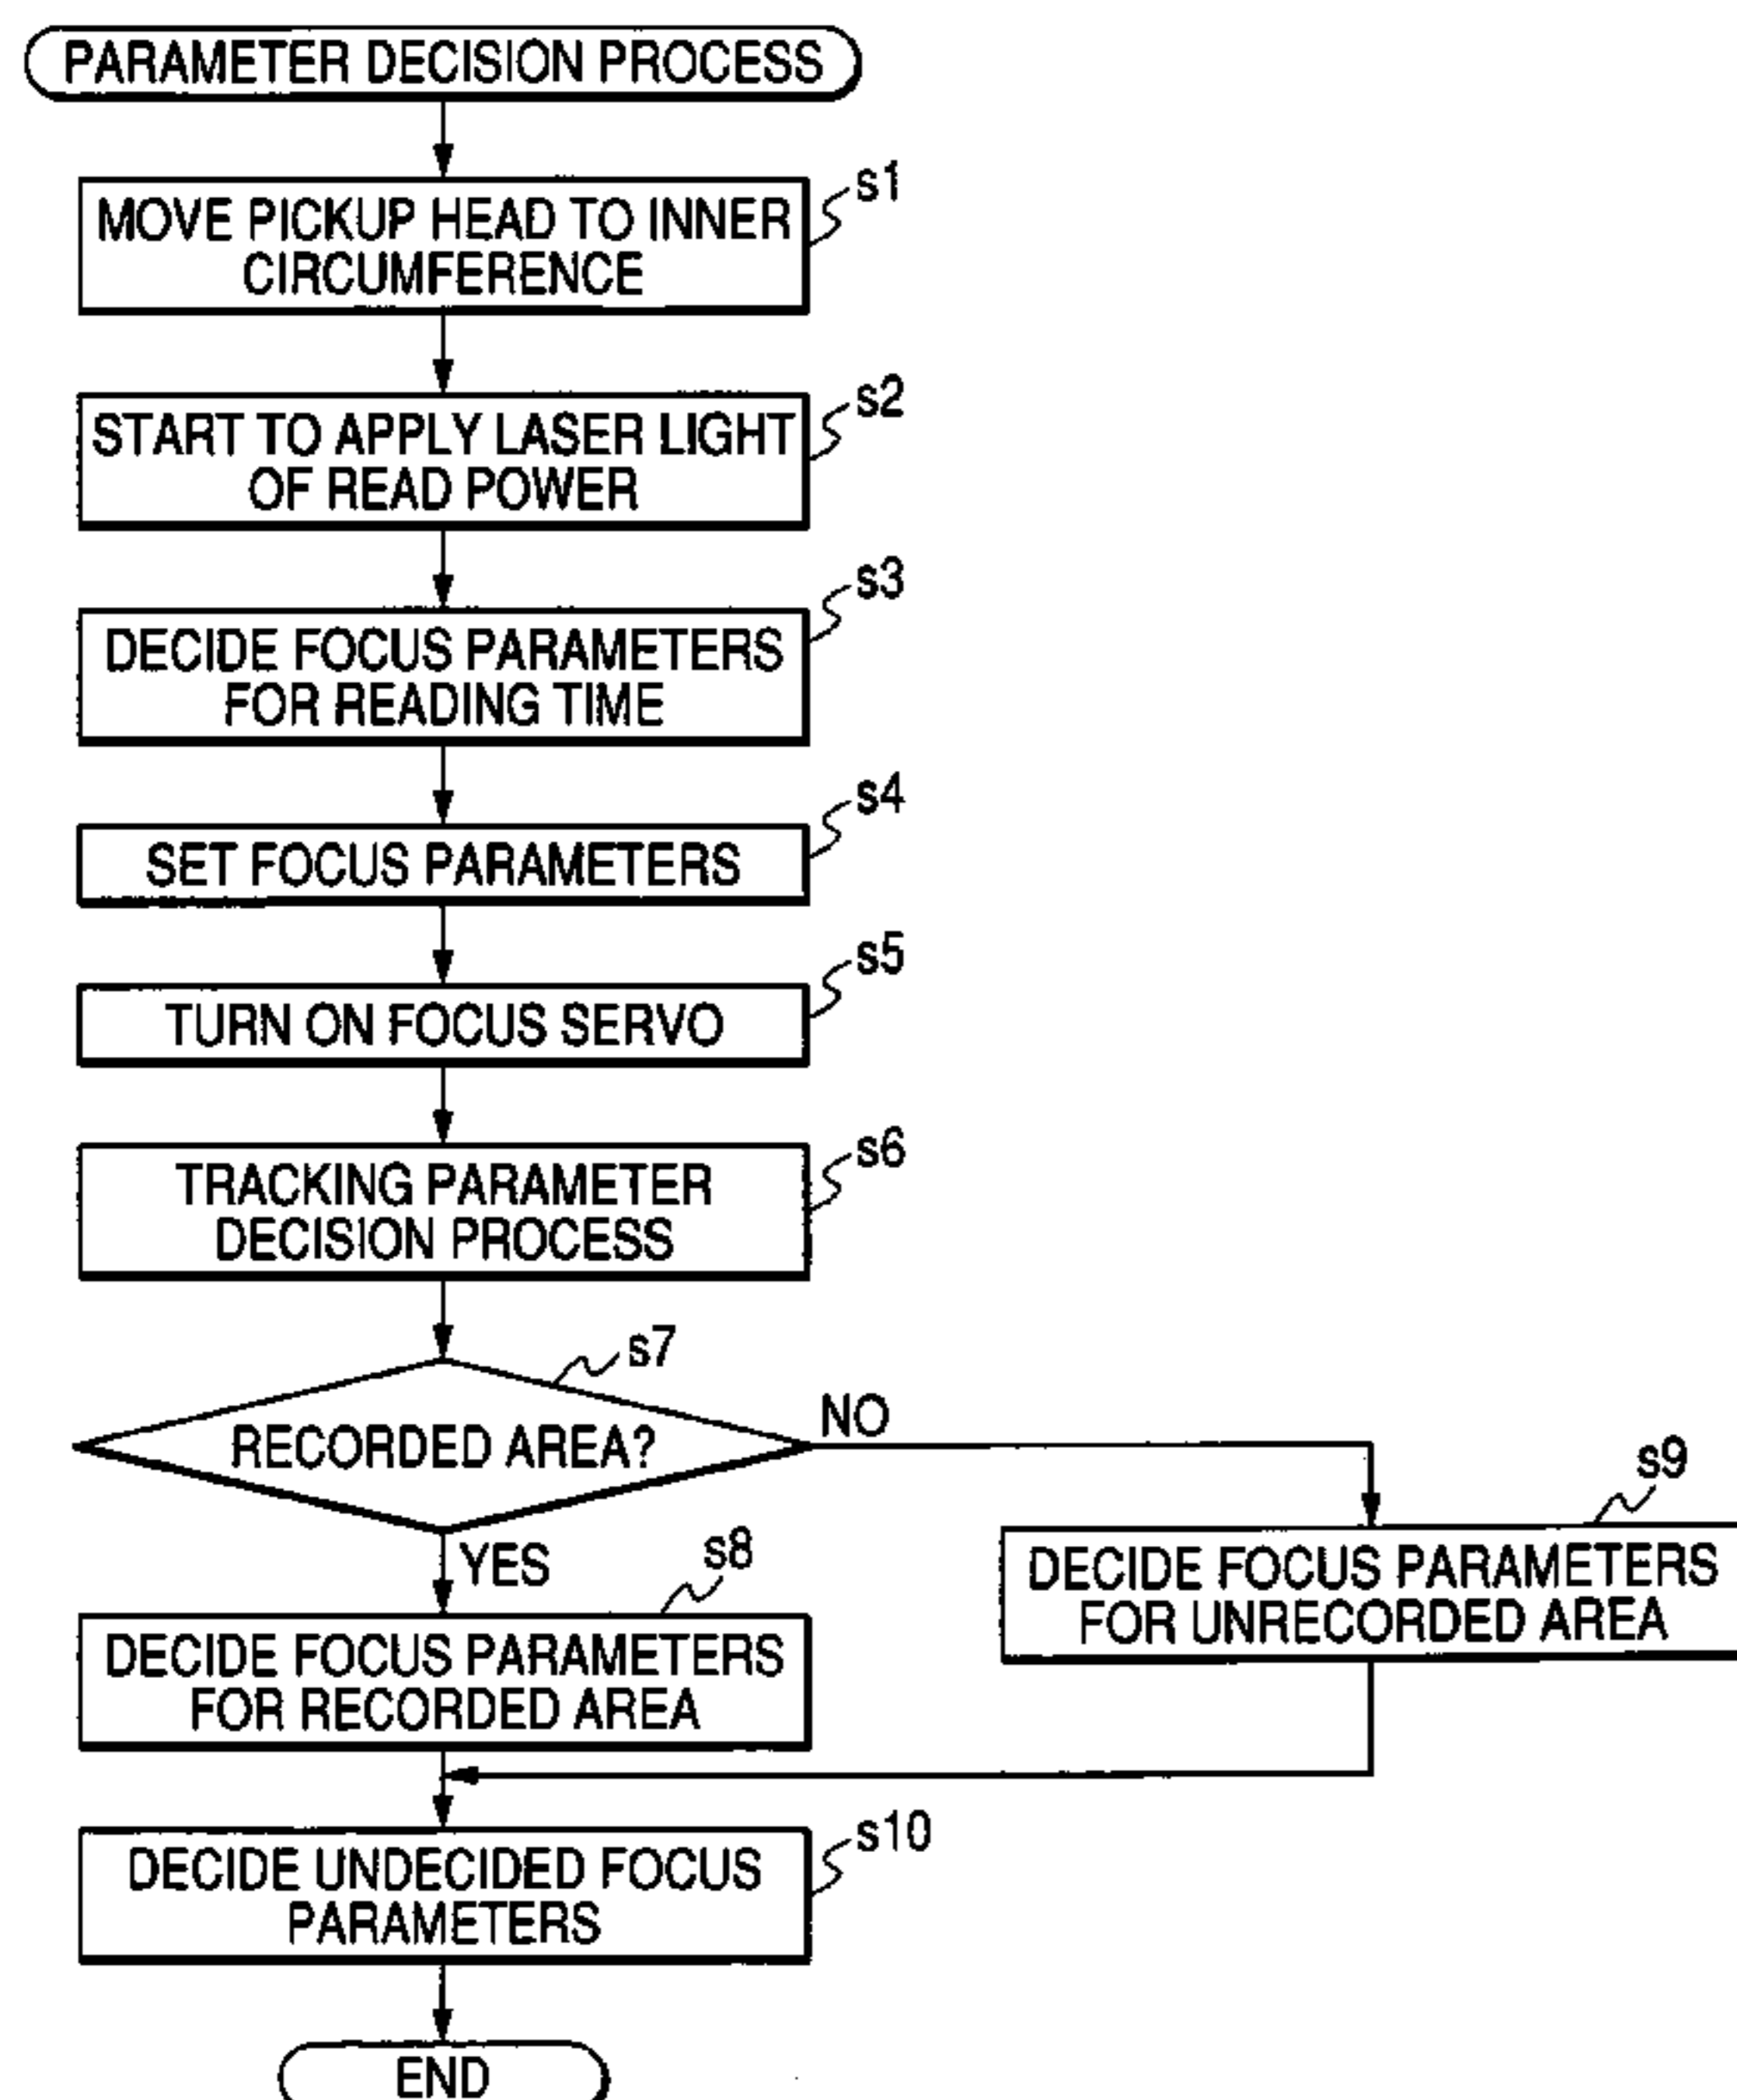 PARAMETER DECISION PROCESS
s1
MOVE PICKUP HEAD TO INNER
CIRCUMFERENCE
s2
START TO APPLY LASER LIGHT
OF READ POWER
s3
DECIDE FOCUS PARAMETERS
FOR READING TIME
s4
SET FOCUS PARAMETERS
s5
TURN ON FOCUS SERVO
s6
TRACKING PARAMETER
DECISION PROCESS
s7
RECORDED AREA?
NO
YES
s8
DECIDE FOCUS PARAMETERS
FOR RECORDED AREA
s9
DECIDE FOCUS PARAMETERS
FOR UNRECORDED AREA
s10
DECIDE UNDECIDED FOCUS
PARAMETERS
END